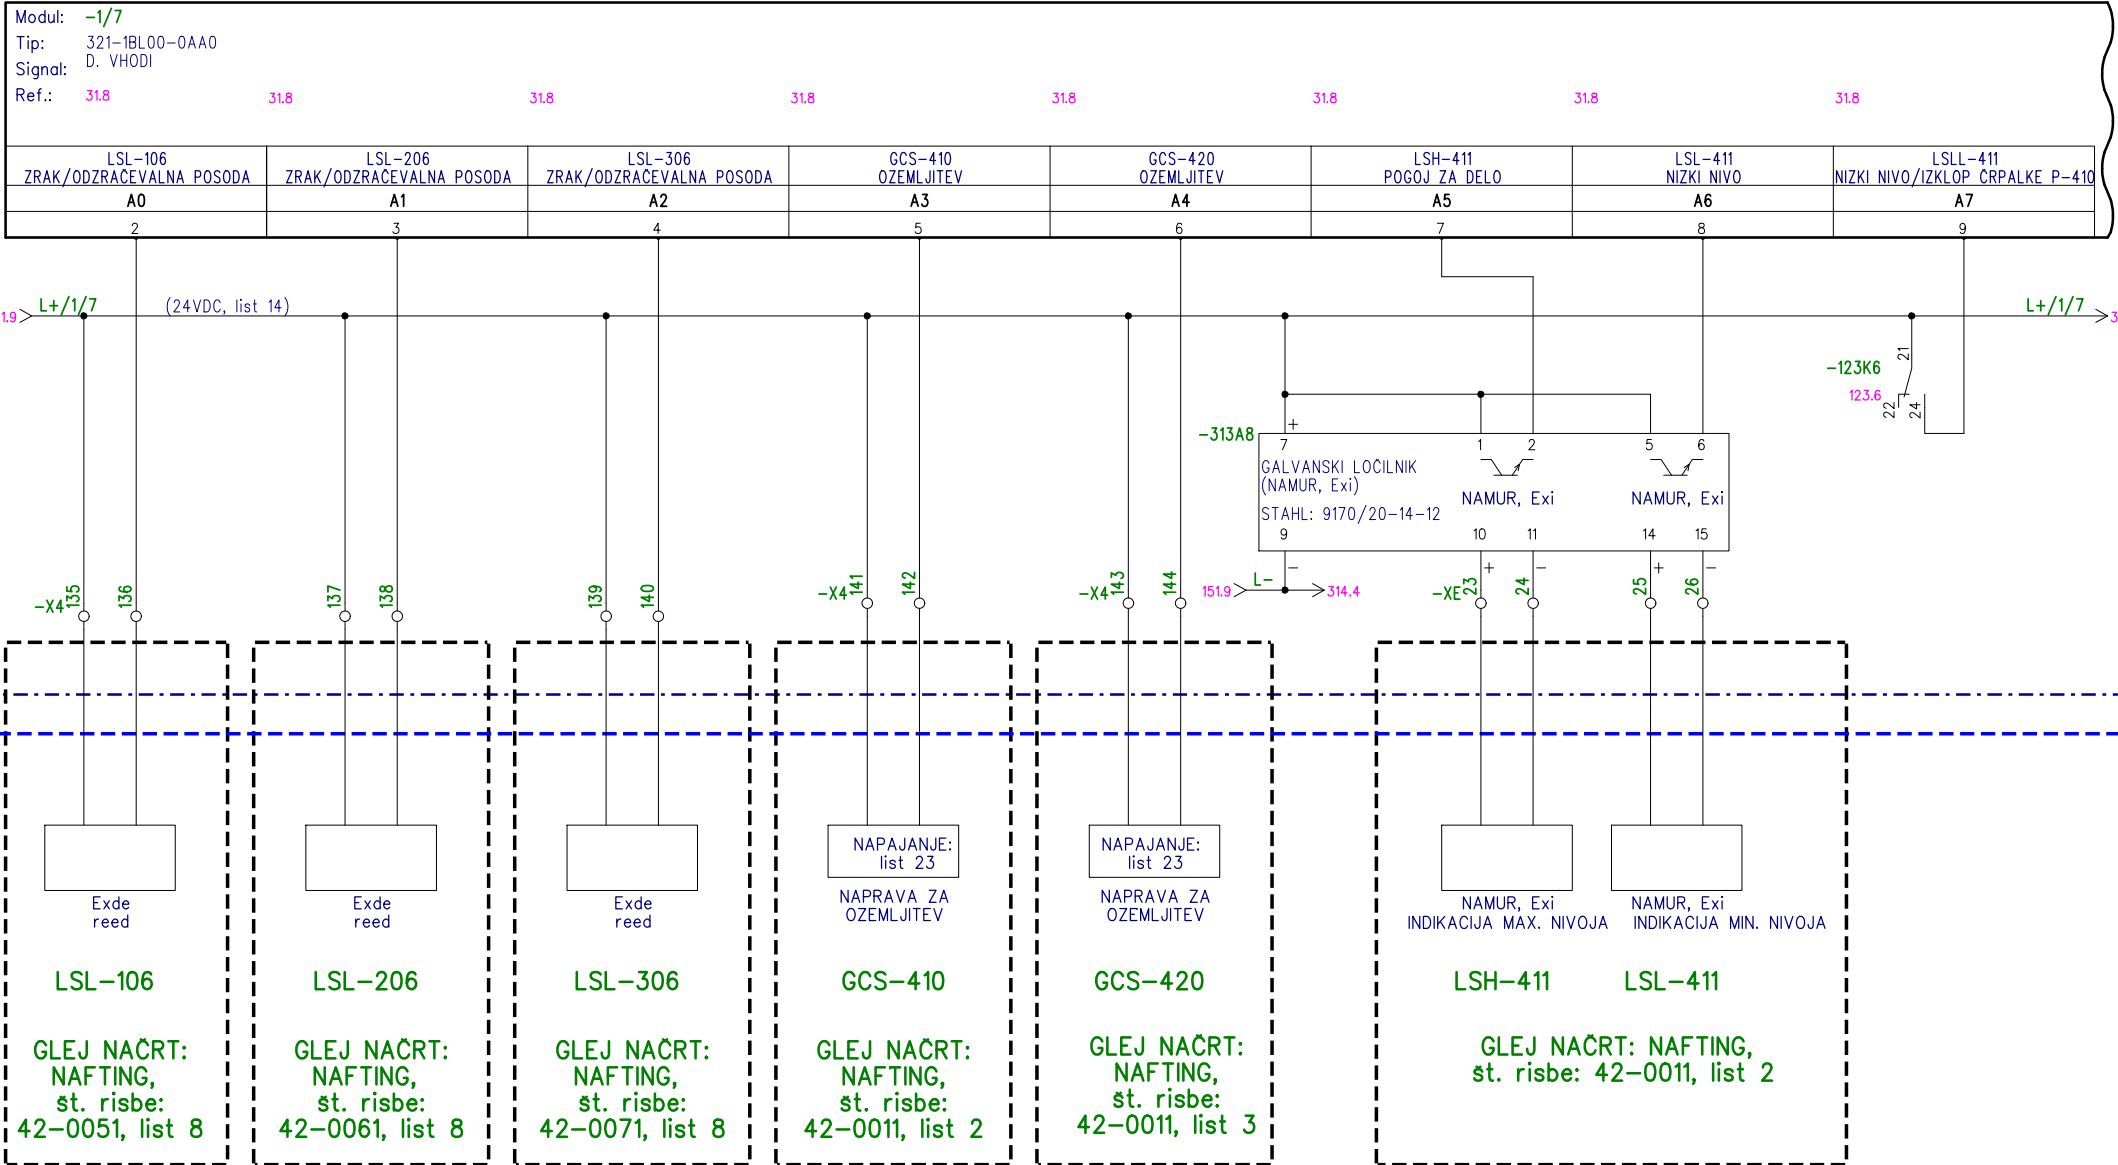 Modul: -1/7
Tip: 321-1BL00-0AA0
Signal: D. VHODI
Ref.: 31.8 31.8 31.8 31.8 31.8 31.8 31.8 31.8
LSL-106 LSL-206 LSL-306 GCS-410 GCS-420 LSH-411 LSL-411 LSLL-411
ZRAK/ODZRAČEVALNA POSODA ZRAK/ODZRAČEVALNA POSODA ZRAK/ODZRAČEVALNA POSODA OZEMLJITEV OZEMLJITEV POGOJ ZA DELO NIZKI NIVO NIZKI NIVO/IZKLOP ČRPALKE P-410
A0 A1 A2 A3 A4 A5 A6 A7
2 3 4 5 6 7 8 9
1.9 L+/1/7 (24VDC, list 14) L+/1/7 3
21
-123K6
123.6
22 24
-313A8 +
7 1 2 5 6
GALVANSKI LOČILNIK
(NAMUR, Exi)
NAMUR, Exi NAMUR, Exi
STAHL: 9170/20-14-12
9 10 11 14 15
- + - + -
151.9 L- 314.4
-X4 135 136 137 138 139 140 -X4 141 142 -X4 143 144 -XE 23 24 25 26
NAPAJANJE: NAPAJANJE:
list 23 list 23
Exde Exde Exde NAPRAVA ZA NAPRAVA ZA NAMUR, Exi NAMUR, Exi
reed reed reed OZEMLJITEV OZEMLJITEV INDIKACIJA MAX. NIVOJA INDIKACIJA MIN. NIVOJA
LSL-106 LSL-206 LSL-306 GCS-410 GCS-420 LSH-411 LSL-411
GLEJ NAČRT: GLEJ NAČRT: GLEJ NAČRT: GLEJ NAČRT: GLEJ NAČRT: GLEJ NAČRT: NAFTING,
NAFTING, NAFTING, NAFTING, NAFTING, NAFTING, št. risbe: 42-0011, list 2
št. risbe: št. risbe: št. risbe: št. risbe: št. risbe:
42-0051, list 8 42-0061, list 8 42-0071, list 8 42-0011, list 2 42-0011, list 3